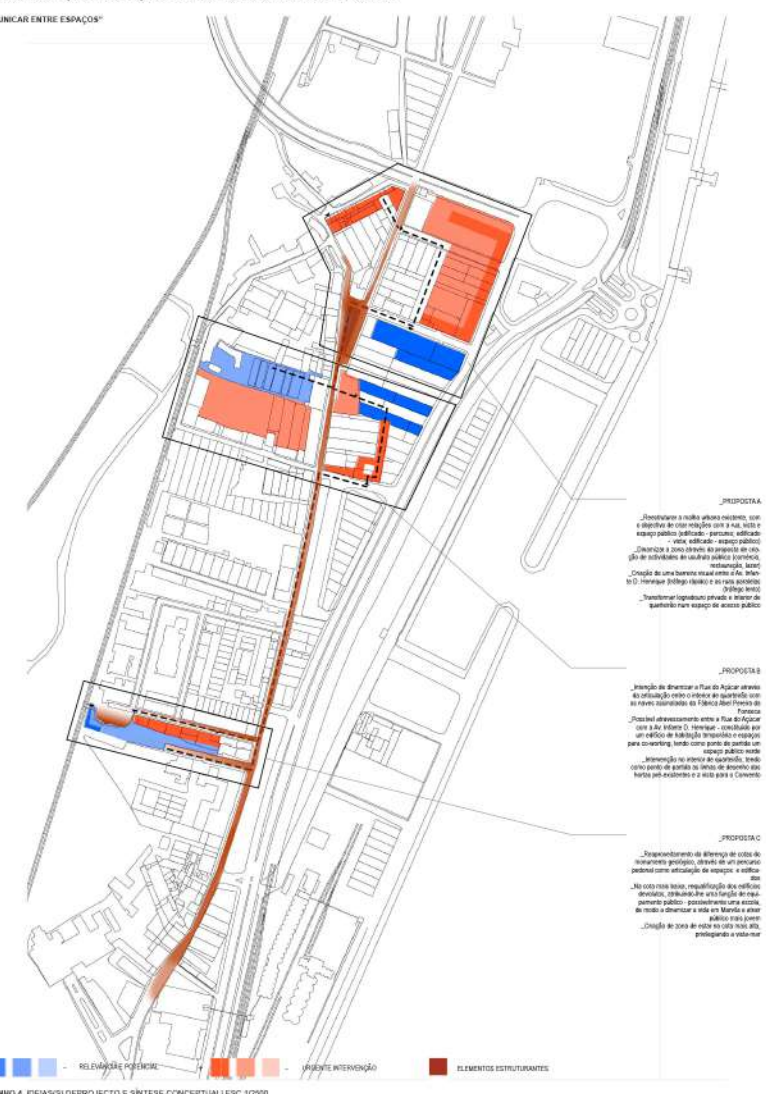 UNICAR ENTRE ESPAÇOS"
_PROPOSTA A
_Reestruturar a malha urbana existente, com
o objectivo de criar relações com a rua, vista e
espaço público (edificado - percurso; edificado
- vista; edificado - espaço público)
_Dinamizar a zona através da proposta de cria-
ção de actividades de usufruto público (comércio,
restauração, lazer)
_Criação de uma barreira visual entre a Av. Infan-
te D. Henrique (tráfego rápido) e as ruas paralelas
(tráfego lento)
_Transformar logradouro privado e interior de
quarteirão num espaço de acesso público
_PROPOSTA B
_Intenção de dinamizar a Rua do Açúcar através
da articulação entre o interior de quarteirão com
as naves assinaladas da Fábrica Abel Pereira da
Fonseca
_Possível atravessamento entre a Rua do Açúcar
com a Av. Infante D. Henrique - constituído por
um edifício de habitação temporária e espaços
para co-working, tendo como ponto de partida um
espaço público verde
_Intervenção no interior de quarteirão, tendo
como ponto de partida as linhas de desenho das
hortas pré-existentes e a vista para o Convento
_PROPOSTA C
_Reaproveitamento da diferença de cotas do
monumento geológico, através de um percurso
pedonal como articulação de espaços e edifica-
dos
_Na cota mais baixa, requalificação dos edifícios
devolutos, atribuindo-lhe uma função de equi-
pamento público - possivelmente uma escola,
de modo a dinamizar a vida em Marvila e atrair
público mais jovem
_Criação de zona de estar na cota mais alta,
privilegiando a vista-mar
- RELEVÂNCIA E POTENCIAL
- URGENTE INTERVENÇÃO
ELEMENTOS ESTRUTURANTES